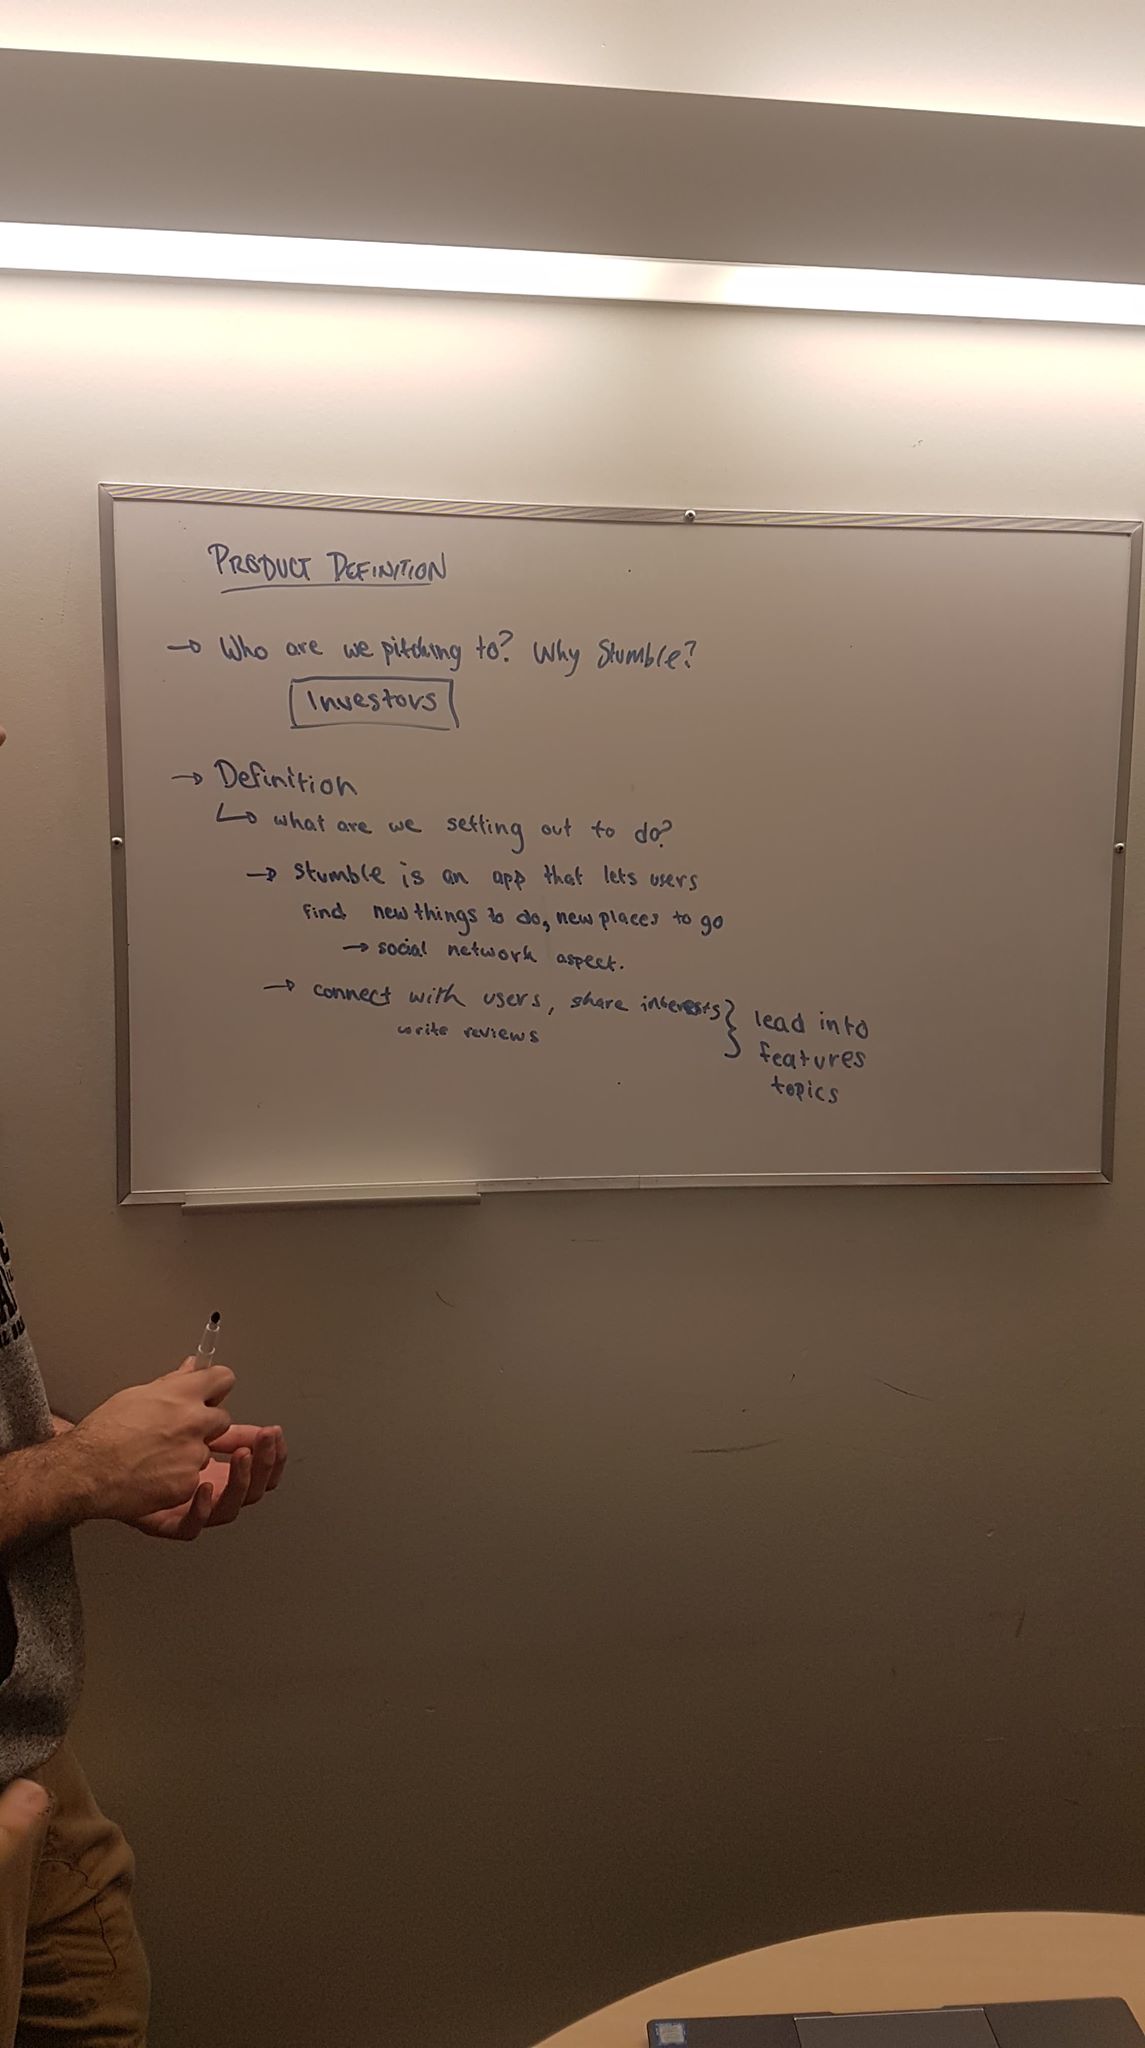 PRODUCT DEFINITION
→ Who are we pitching to? Why Stumble?
Investors
→ Definition
↳ what are we setting out to do?
→ stumble is an app that lets users
find new things to do, new places to go
→ social network aspect.
→ connect with users, share interests } lead into
write reviews
features
topics